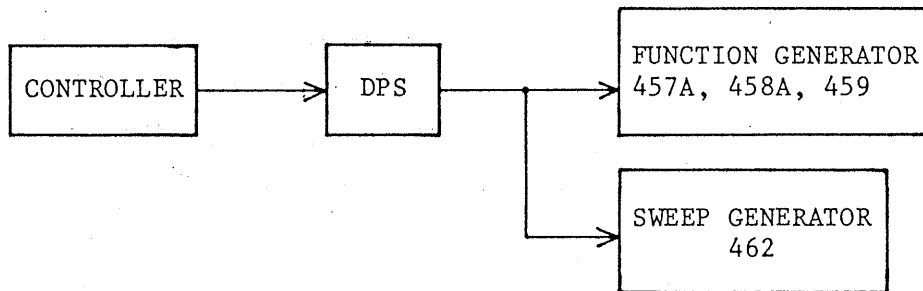 CONTROLLER
DPS
FUNCTION GENERATOR
457A, 458A, 459
SWEEP GENERATOR
462